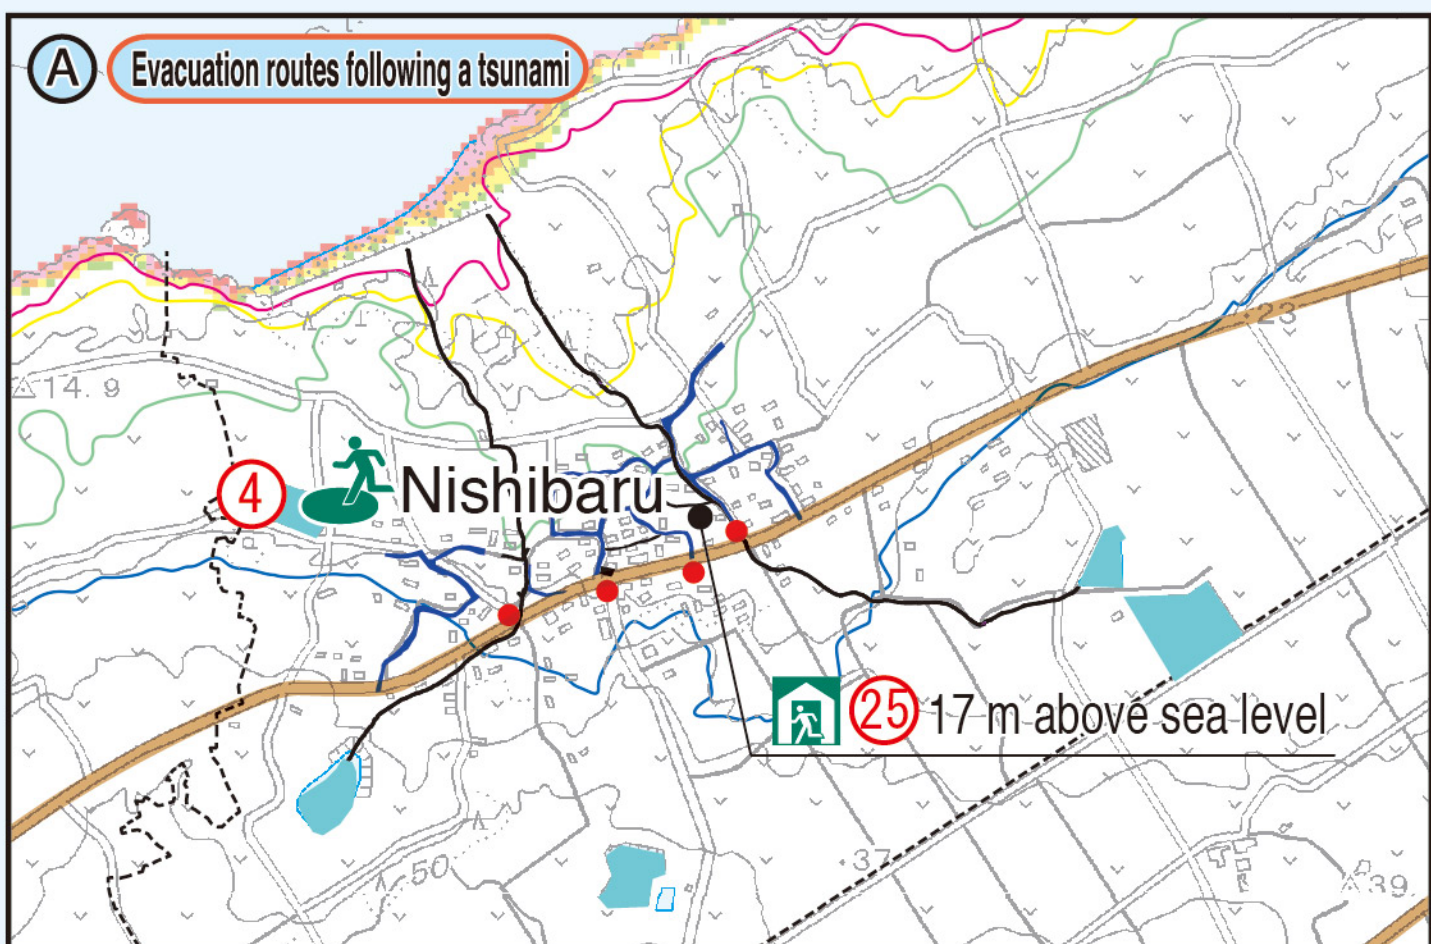 A Evacuation routes following a tsunami
23
14.9
4 Nishibaru
25 17 m above sea level
37
50
39